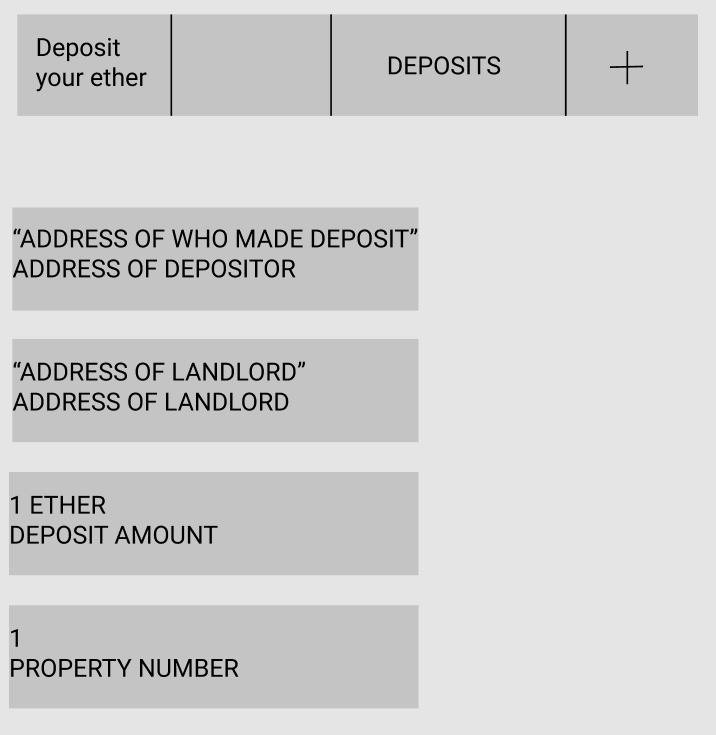 Deposit
your ether
DEPOSITS
“ADDRESS OF WHO MADE DEPOSIT”
ADDRESS OF DEPOSITOR
“ADDRESS OF LANDLORD”
ADDRESS OF LANDLORD
1 ETHER
DEPOSIT AMOUNT
1
PROPERTY NUMBER